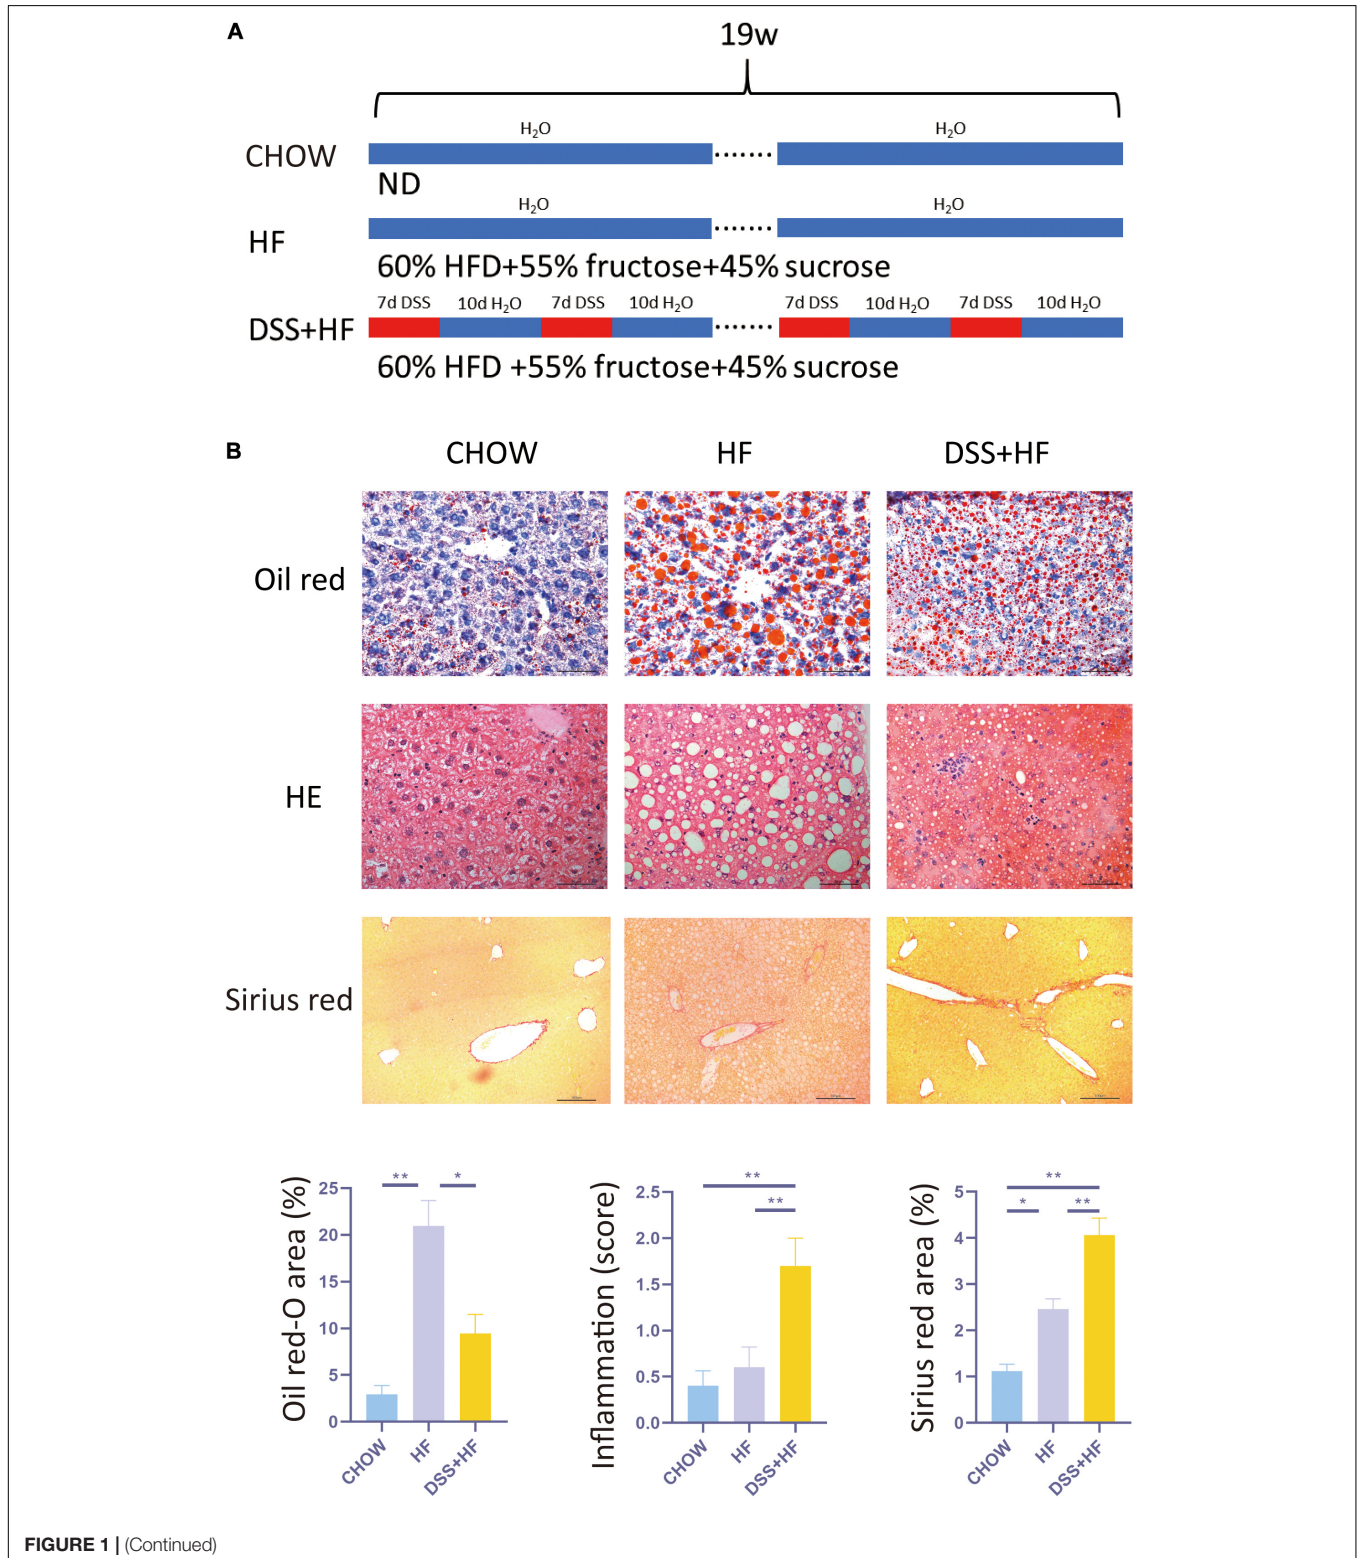 A
19w
H2O H2O
CHOW
ND
H2O H2O
HF
60% HFD+55% fructose+45% sucrose
7d DSS 10d H2O 7d DSS 10d H2O 7d DSS 10d H2O 7d DSS 10d H2O
DSS+HF
60% HFD +55% fructose+45% sucrose
B
CHOW HF DSS+HF
Oil red
HE
Sirius red
Oil red-O area (%)
25
20
15
10
5
0
** *
CHOW HF DSS+HF
Inflammation (score)
2.5
2.0
1.5
1.0
0.5
0.0
**
**
CHOW HF DSS+HF
Sirius red area (%)
5
4
3
2
1
0
**
* **
CHOW HF DSS+HF
FIGURE 1 | (Continued)